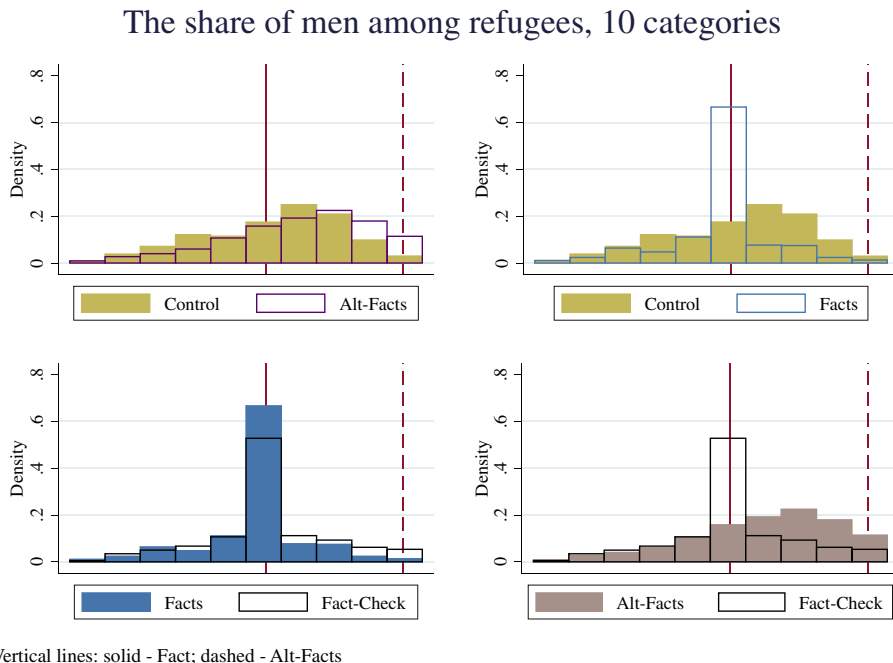 The share of men among refugees, 10 categories
Density
0 .2 .4 .6 .8
Control Alt-Facts
Density
0 .2 .4 .6 .8
Control Facts
Density
0 .2 .4 .6 .8
Facts Fact-Check
Density
0 .2 .4 .6 .8
Alt-Facts Fact-Check
Vertical lines: solid - Fact; dashed - Alt-Facts